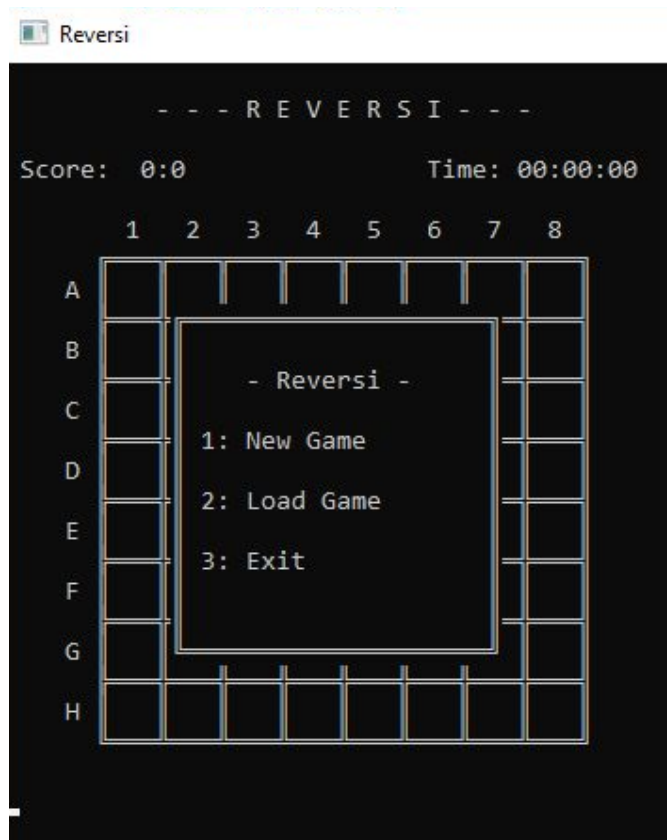 Reversi
- - - R E V E R S I - - -
Score: 0:0 Time: 00:00:00
1 2 3 4 5 6 7 8
A
B
- Reversi -
C
1: New Game
D
2: Load Game
E
3: Exit
F
G
H